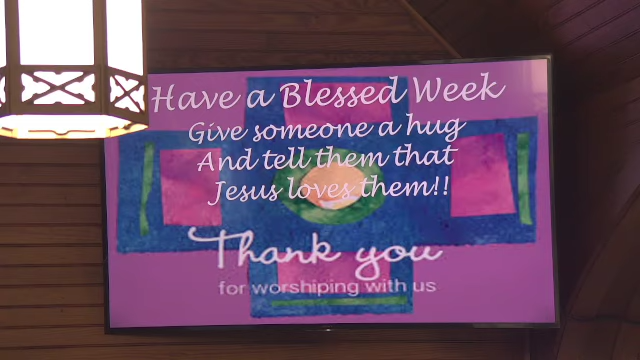 Have a Blessed Week
Give someone a hug
And tell them that
Jesus loves them!!
Thank you
for worshiping with us